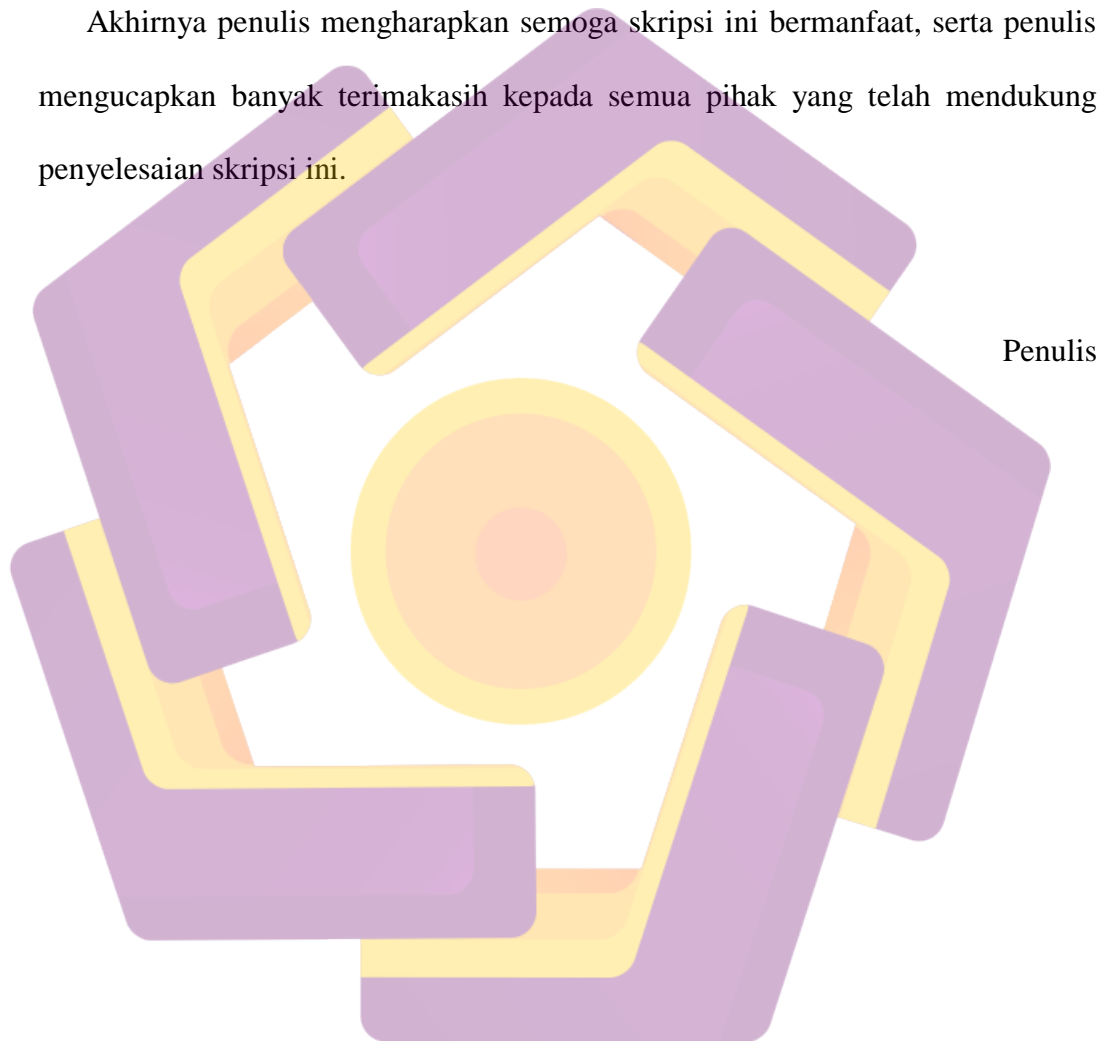 Akhirnya penulis mengharapkan semoga skripsi ini bermanfaat, serta penulis
mengucapkan banyak terimakasih kepada semua pihak yang telah mendukung
penyelesaian skripsi ini.
Penulis